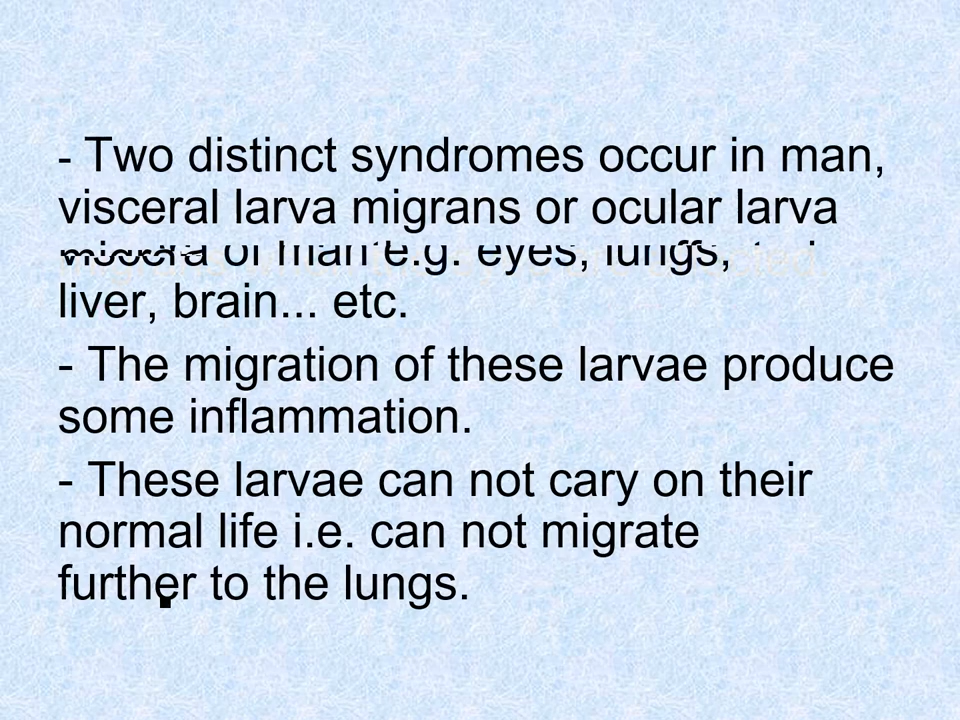 - Two distinct syndromes occur in man,
visceral larva migrans or ocular larva
of man e.g. eyes, lungs,
liver, brain... etc.
- The migration of these larvae produce
some inflammation.
- These larvae can not cary on their
normal life i.e. can not migrate
further to the lungs.